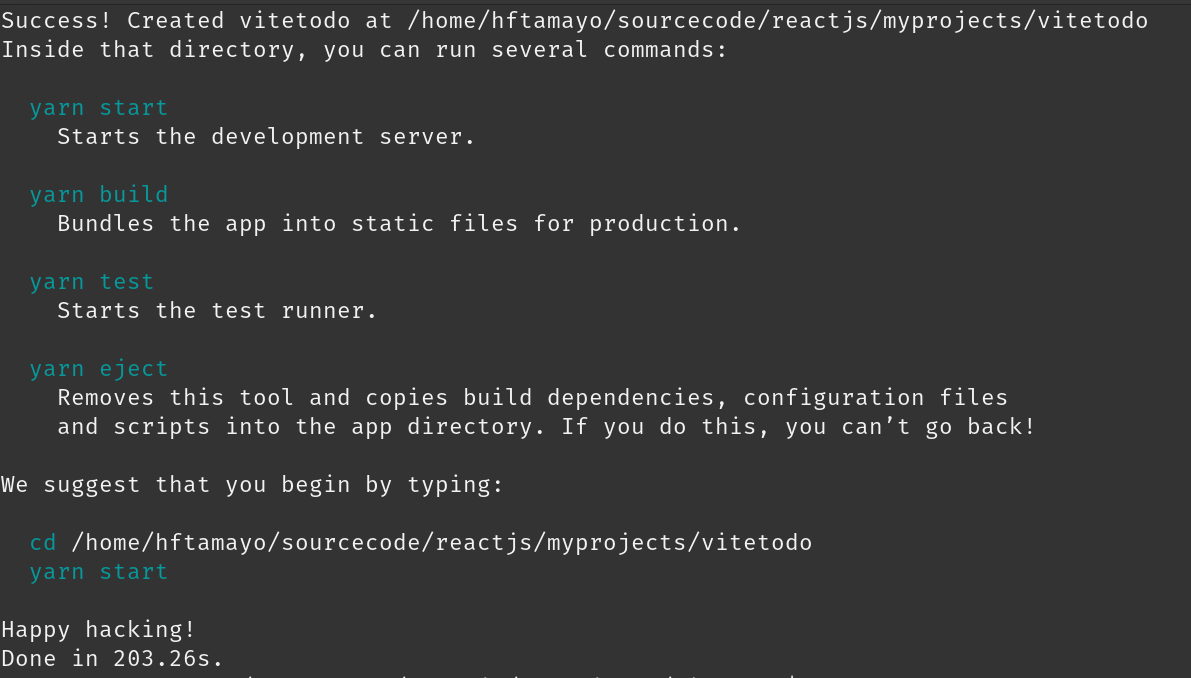 Success! Created vitetodo at /home/hftamayo/sourcecode/reactjs/myprojects/vitetodo
Inside that directory, you can run several commands:
yarn start
Starts the development server.
yarn build
Bundles the app into static files for production.
yarn test
Starts the test runner.
yarn eject
Removes this tool and copies build dependencies, configuration files
and scripts into the app directory. If you do this, you can’t go back!
We suggest that you begin by typing:
cd /home/hftamayo/sourcecode/reactjs/myprojects/vitetodo
yarn start
Happy hacking!
Done in 203.26s.